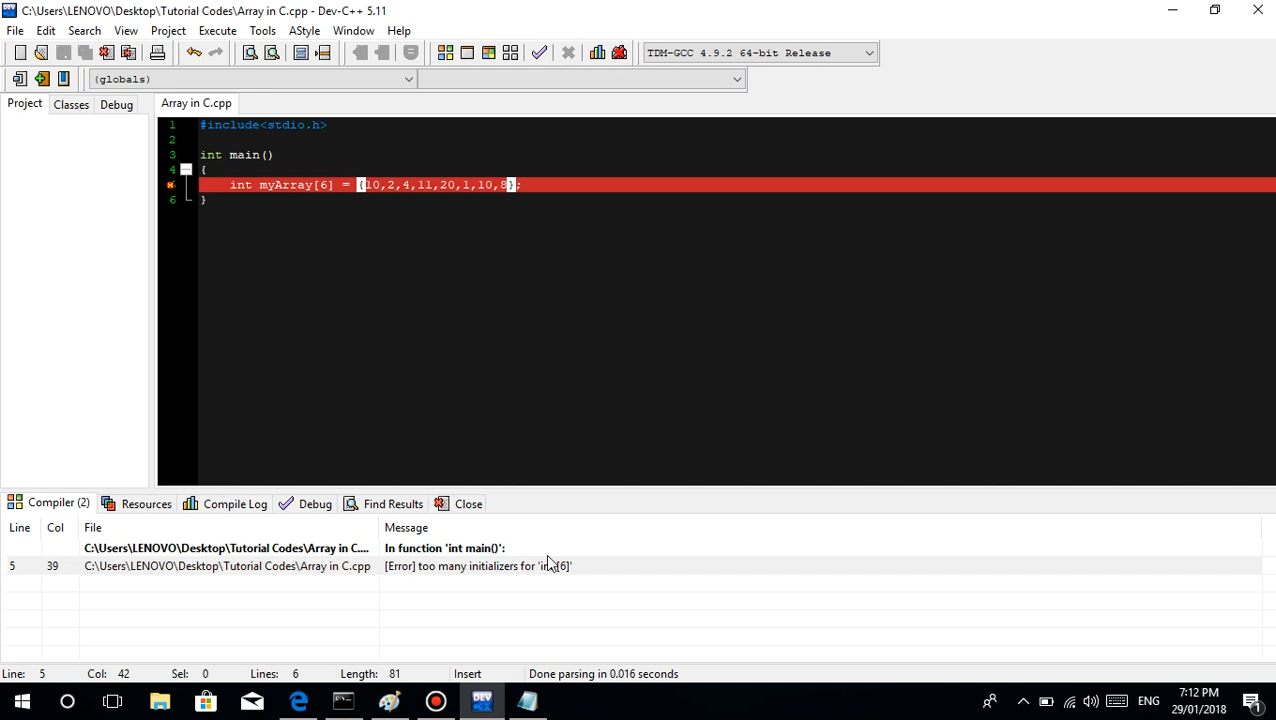 C:\Users\LENOVO\Desktop\Tutorial Codes\Array in C.cpp - Dev-C++ 5.11
File Edit Search View Project Execute Tools AStyle Window Help
TDM-GCC 4.9.2 64-bit Release
(globals)
Project Classes Debug Array in C.cpp
1 #include<stdio.h>
2
3 int main()
4 {
int myArray[6] = {10,2,4,11,20,1,10,8};
6 }
Compiler (2) Resources Compile Log Debug Find Results Close
Line Col File Message
C:\Users\LENOVO\Desktop\Tutorial Codes\Array in C.... In function 'int main()':
5 39 C:\Users\LENOVO\Desktop\Tutorial Codes\Array in C.cpp [Error] too many initializers for 'int [6]'
Line: 5 Col: 42 Sel: 0 Lines: 6 Length: 81 Insert Done parsing in 0.016 seconds
DEV
ENG
7:12 PM
29/01/2018
1